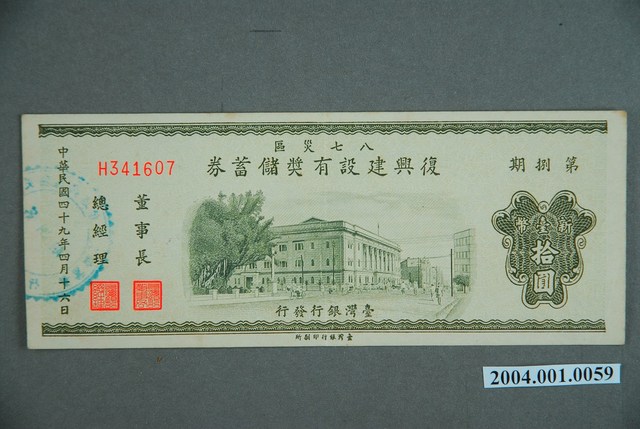 八七災區
復興建設有獎儲蓄券
第捌期
H341607
中華民國四十九年四月十六日
董事長
總經理
新臺幣
拾圓
臺灣銀行發行
臺灣銀行印刷所
2004.001.0059